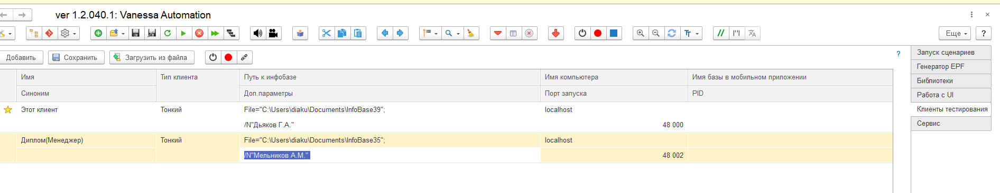 ver 1.2.040.1: Vanessa Automation
Еще ?
Добавить Сохранить Загрузить из файла ?
Имя Тип клиента Путь к инфобазе Имя компьютера Имя базы в мобильном приложении
Синоним Доп.параметры Порт запуска PID
Этот клиент Тонкий File="C:\Users\diaku\Documents\InfoBase39"; localhost
/N"Дьяков Г.А." 48 000
Диплом(Менеджер) Тонкий File="C:\Users\diaku\Documents\InfoBase35"; localhost
/N"Мельников А.М." 48 002
Запуск сценариев
Генератор EPF
Библиотеки
Работа с UI
Клиенты тестирования
Сервис